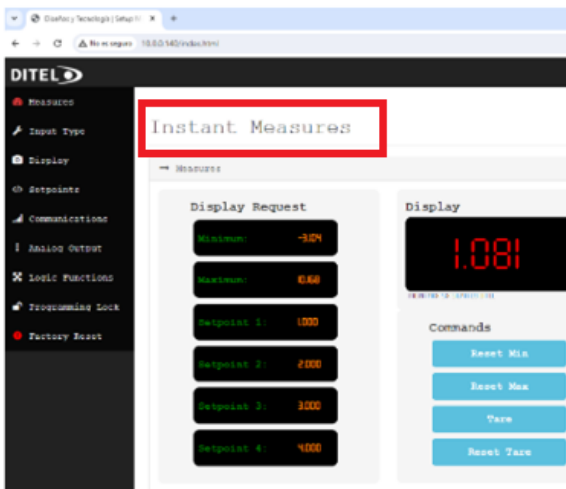 Diseños y Tecnología | Setup
No es seguro 10.0.0.140/index.html
DITEL
Measures
Input Type
Display
Setpoints
Communications
Analog Output
Logic Functions
Programming Lock
Factory Reset
Instant Measures
→ Measures
Display Request
Minimun: -3.104
Maximun: 10.168
Setpoint 1: 1.000
Setpoint 2: 2.000
Setpoint 3: 3.000
Setpoint 4: 4.000
Display
1.081
Commands
Reset Min
Reset Max
Tare
Reset Tare